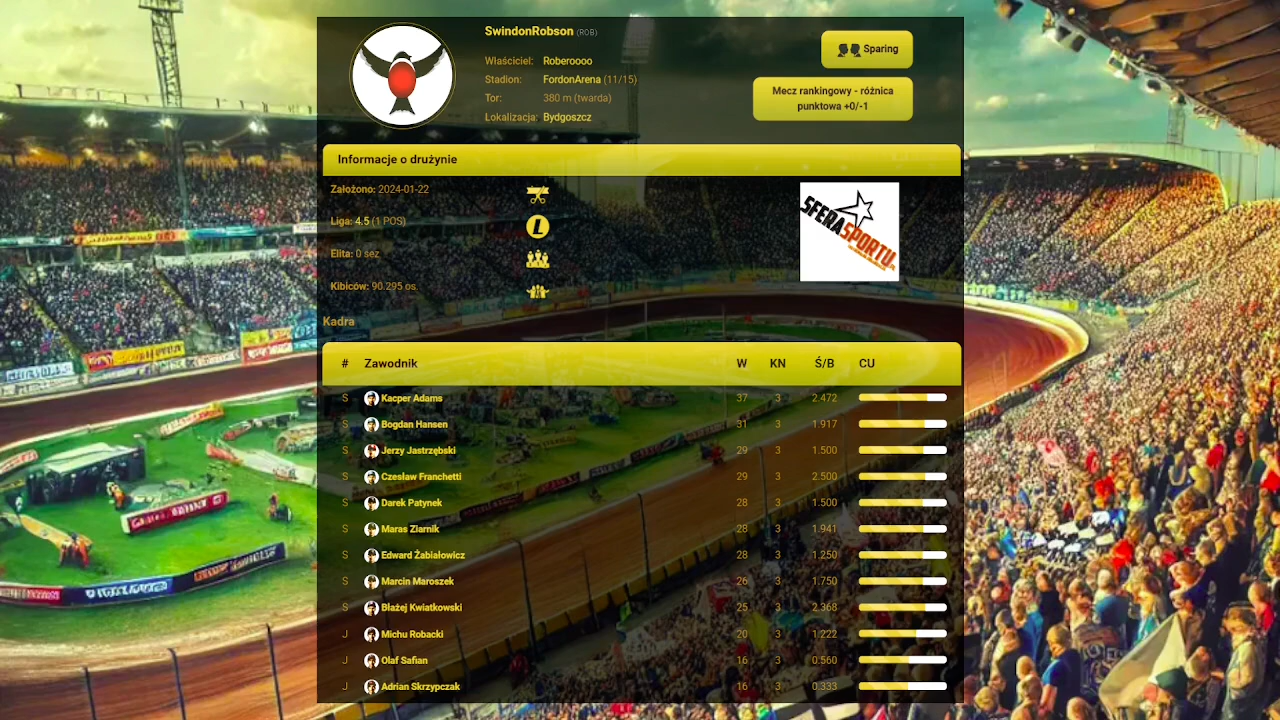 SwindonRobson (ROB)
Właściciel: Roberoooo
Stadion: FordonArena (11/15)
Tor: 380 m (twarda)
Lokalizacja: Bydgoszcz
Sparing
Mecz rankingowy - różnica
punktowa +0/-1
Informacje o drużynie
Założono: 2024-01-22
Liga: 4.5 (1 POS)
Elita: 0 sez
Kibiców: 90.295 os.
L
SFERA
SPORTU
Kadra
# Zawodnik W KN Ś/B CU
S Kacper Adams 37 3 2.472
S Bogdan Hansen 31 3 1.917
S Jerzy Jastrzębski 29 3 1.500
S Czesław Franchetti 29 3 2.500
S Darek Patynek 28 3 1.500
S Maras Ziarnik 28 3 1.941
S Edward Żabiałowicz 28 3 1.250
S Marcin Maroszek 26 3 1.750
S Błażej Kwiatkowski 25 3 2.368
J Michu Robacki 20 3 1.222
J Olaf Safian 16 3 0.560
J Adrian Skrzypczak 16 3 0.333